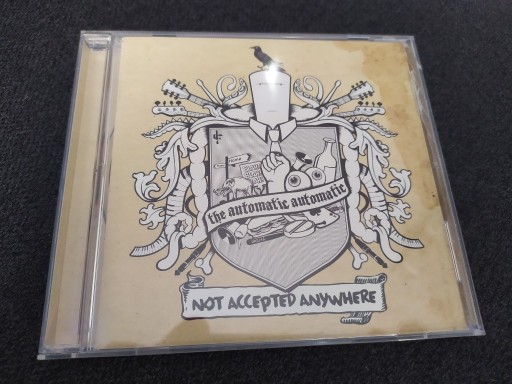 the automatic automatic
NOT ACCEPTED ANYWHERE